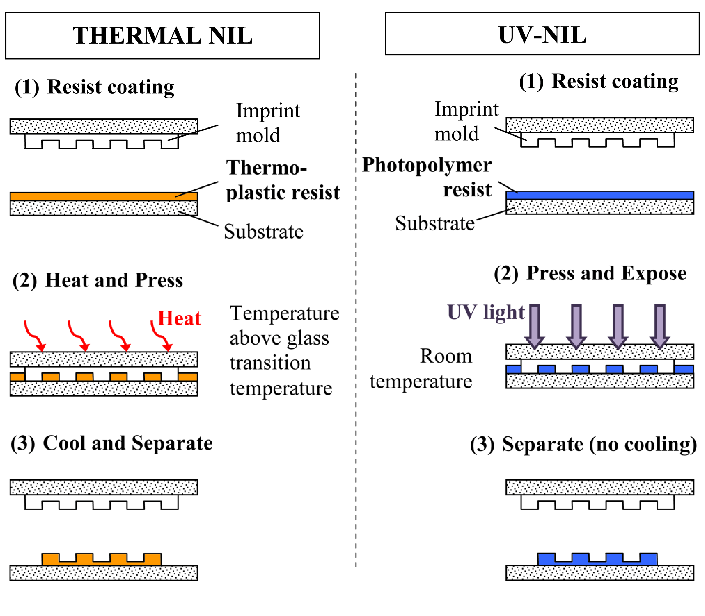 THERMAL NIL
(1) Resist coating
Imprint
mold
Thermo-
plastic resist
Substrate
(2) Heat and Press
Heat
Temperature
above glass
transition
temperature
(3) Cool and Separate
UV-NIL
(1) Resist coating
Imprint
mold
Photopolymer
resist
Substrate
(2) Press and Expose
UV light
Room
temperature
(3) Separate (no cooling)